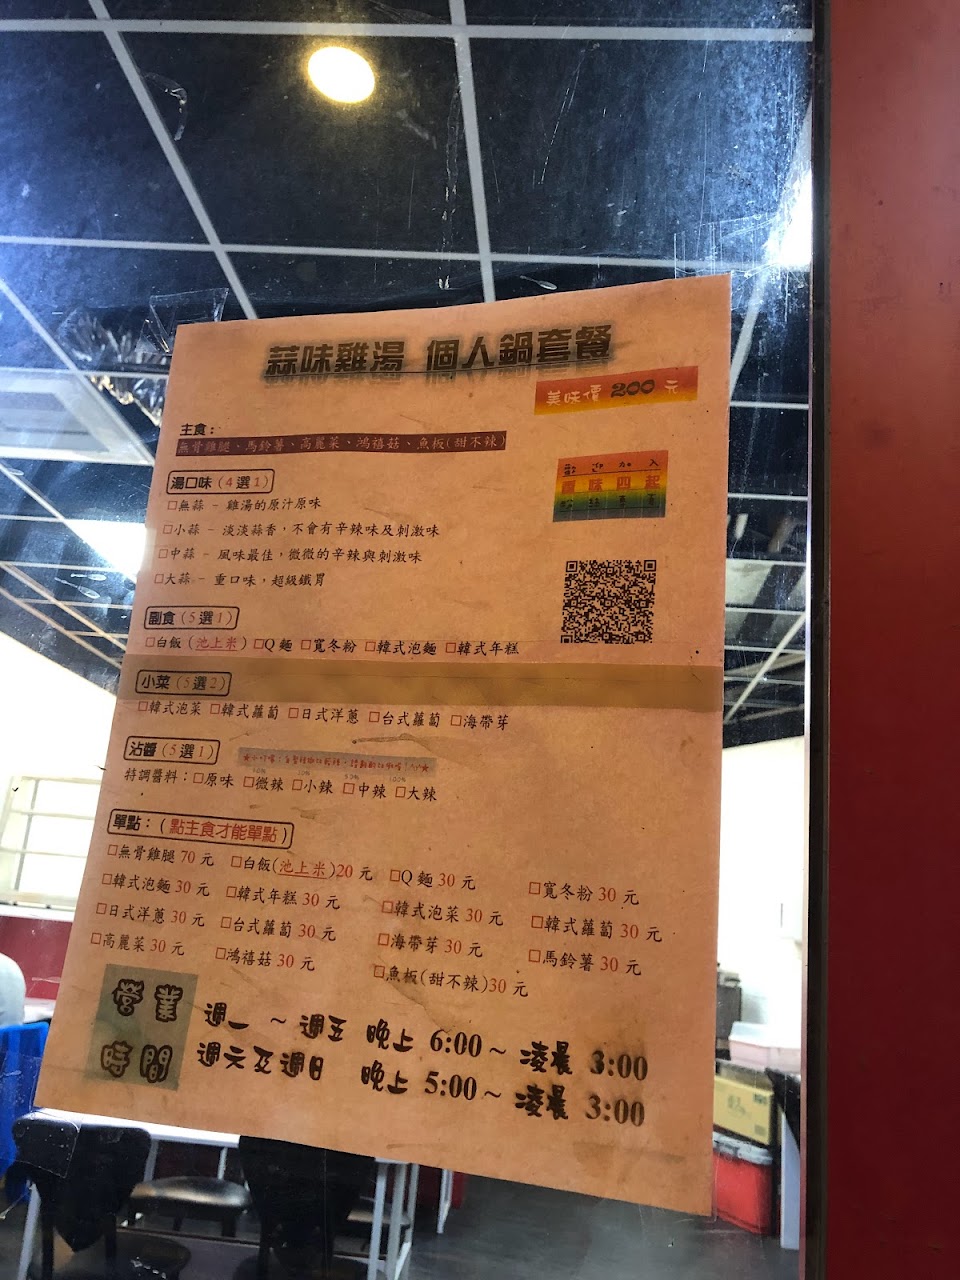 蒜味雞湯 個人鍋套餐
美味價 200 元
主食：
無骨雞腿、馬鈴薯、高麗菜、鴻禧菇、魚板(甜不辣)
歡迎加入
香味四起
湯口味（4選1）
□無蒜 – 雞湯的原汁原味
□小蒜 – 淡淡蒜香，不會有辛辣味及刺激味
□中蒜 – 風味最佳，微微的辛辣與刺激味
□大蒜 – 重口味，超級鐵胃
副食（5選1）
□白飯（池上米）□Q麵 □寬冬粉 □韓式泡麵 □韓式年糕
小菜（5選2）
□韓式泡菜 □韓式蘿蔔 □日式洋蔥 □台式蘿蔔 □海帶芽
沾醬（5選1）
特調醬料：□原味 □微辣 □小辣 □中辣 □大辣
單點：（點主食才能單點）
□無骨雞腿 70 元 □白飯(池上米)20 元 □Q麵 30 元 □寬冬粉 30 元
□韓式泡麵 30 元 □韓式年糕 30 元 □韓式泡菜 30 元 □韓式蘿蔔 30 元
□日式洋蔥 30 元 □台式蘿蔔 30 元 □海帶芽 30 元 □馬鈴薯 30 元
□高麗菜 30 元 □鴻禧菇 30 元 □魚板(甜不辣)30 元
營業時間
週一 ~ 週五 晚上 6:00~ 凌晨 3:00
週六及週日 晚上 5:00~ 凌晨 3:00